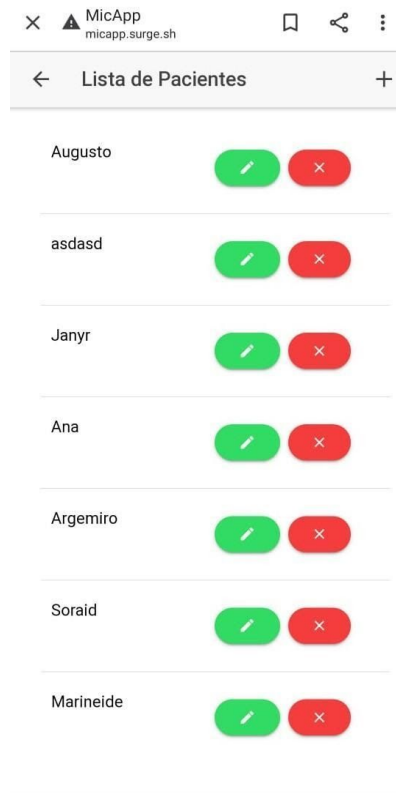 MicApp
micapp.surge.sh
Lista de Pacientes
Augusto
asdasd
Janyr
Ana
Argemiro
Soraid
Marineide